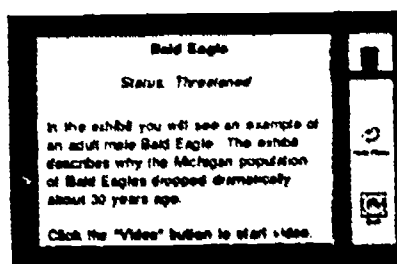 Bald Eagle
Status: Threatened
In the exhibit you will see an example of
an adult male Bald Eagle. The exhibit
describes why the Michigan population
of Bald Eagles dropped dramatically
about 30 years ago.
Click the "Video" button to start video.